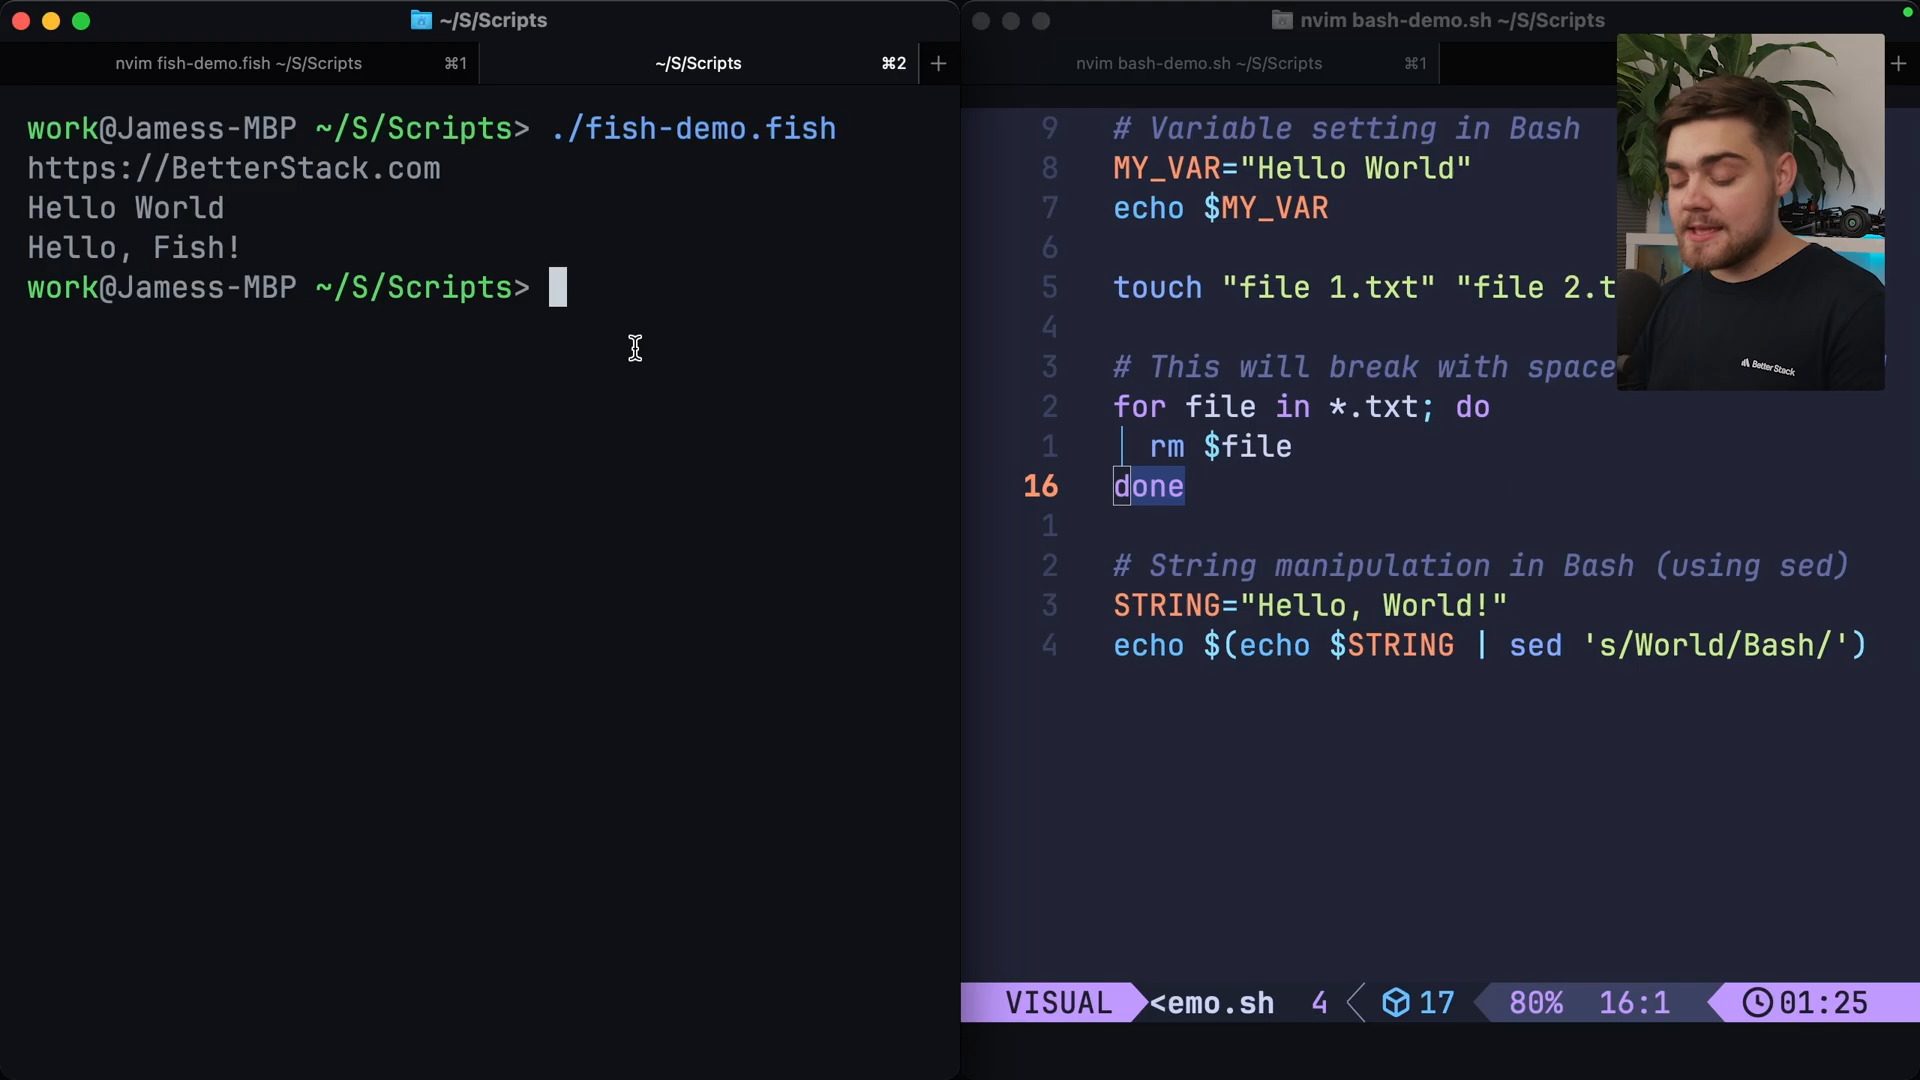 ~/S/Scripts
nvim fish-demo.fish ~/S/Scripts ⌘1
~/S/Scripts ⌘2 +
work@Jamess-MBP ~/S/Scripts> ./fish-demo.fish
https://BetterStack.com
Hello World
Hello, Fish!
work@Jamess-MBP ~/S/Scripts>
nvim bash-demo.sh ~/S/Scripts
nvim bash-demo.sh ~/S/Scripts ⌘1
+
9 # Variable setting in Bash
8 MY_VAR="Hello World"
7 echo $MY_VAR
6
5 touch "file 1.txt" "file 2.t
4
3 # This will break with space
2 for file in *.txt; do
1 rm $file
16 done
1
2 # String manipulation in Bash (using sed)
3 STRING="Hello, World!"
4 echo $(echo $STRING | sed 's/World/Bash/')
VISUAL <emo.sh 4 17 80% 16:1 01:25
BetterStack